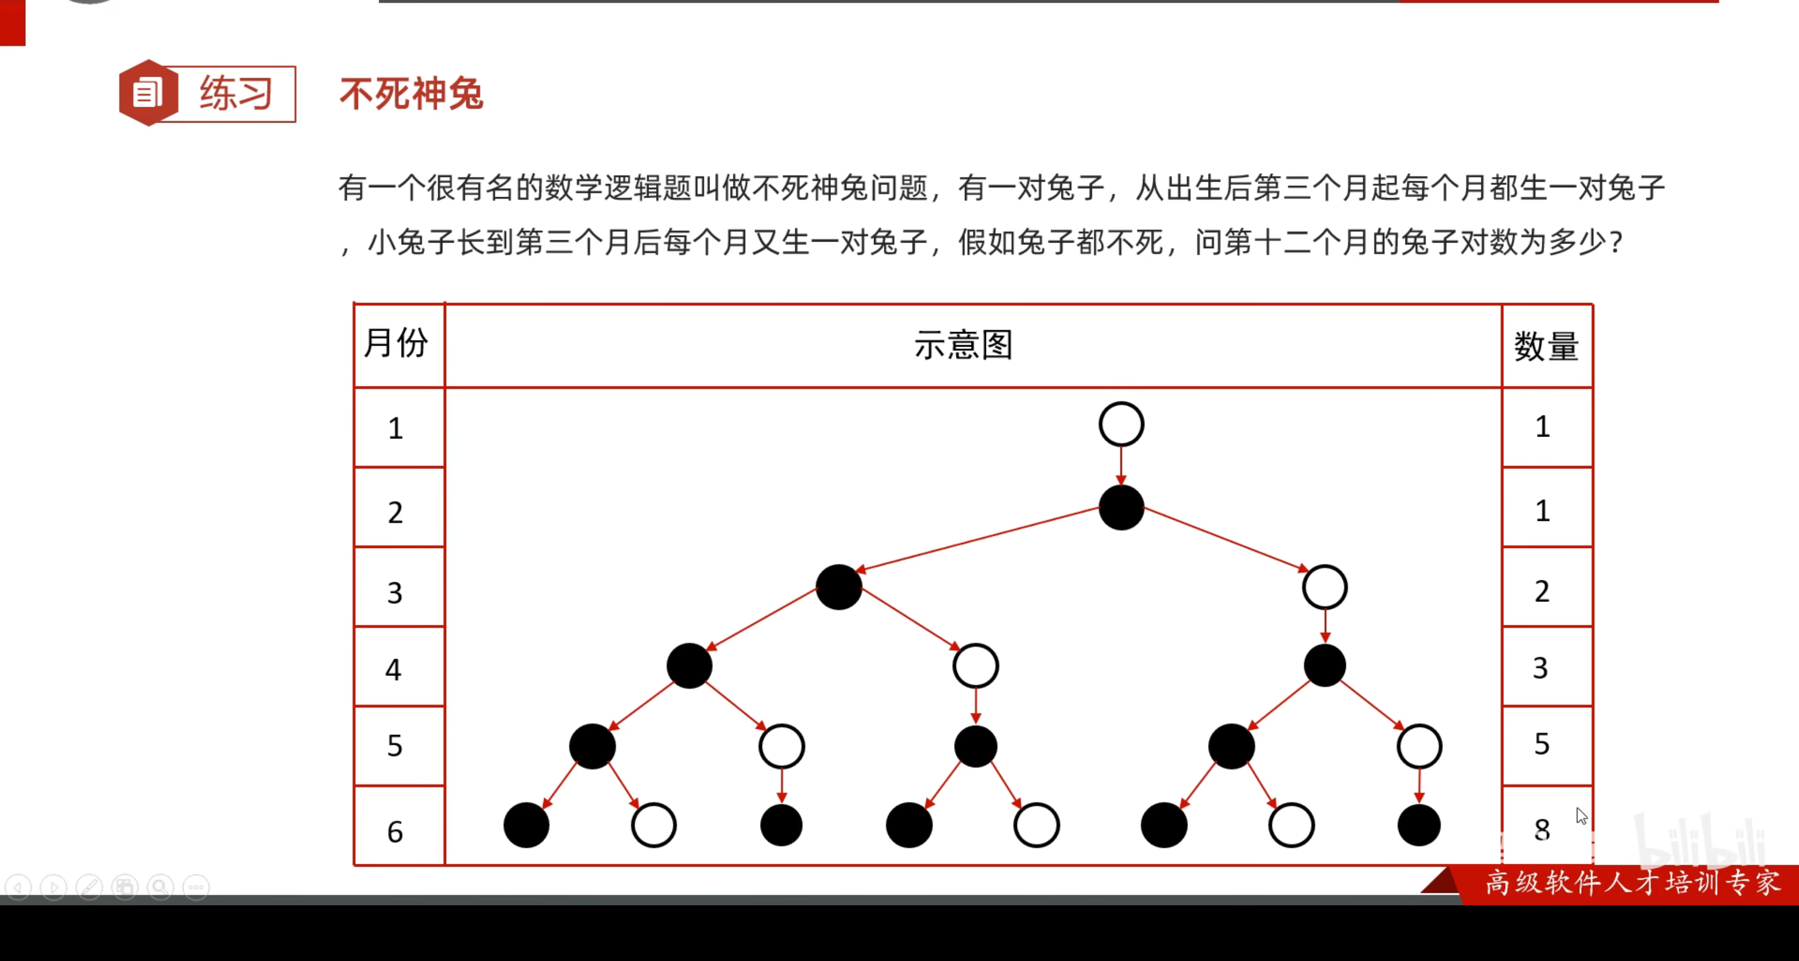 练习
不死神兔
有一个很有名的数学逻辑题叫做不死神兔问题，有一对兔子，从出生后第三个月起每个月都生一对兔子
，小兔子长到第三个月后每个月又生一对兔子，假如兔子都不死，问第十二个月的兔子对数为多少？
月份 示意图 数量
1 1
2 1
3 2
4 3
5 5
6 8
bilibili
高级软件人才培训专家